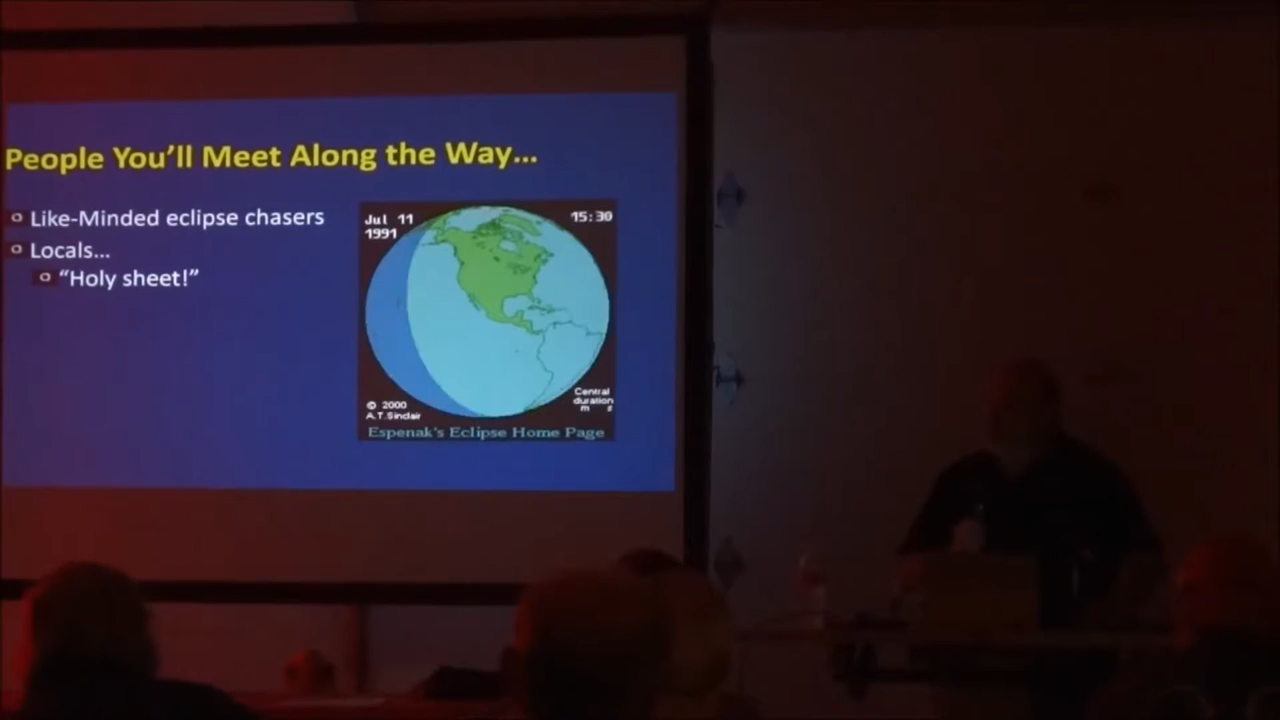 People You'll Meet Along the Way...
Like-Minded eclipse chasers
Locals...
"Holy sheet!"
Jul 11
1991
15:30
© 2000
A.T.Sinclair
Central
duration
m s
Espenak's Eclipse Home Page